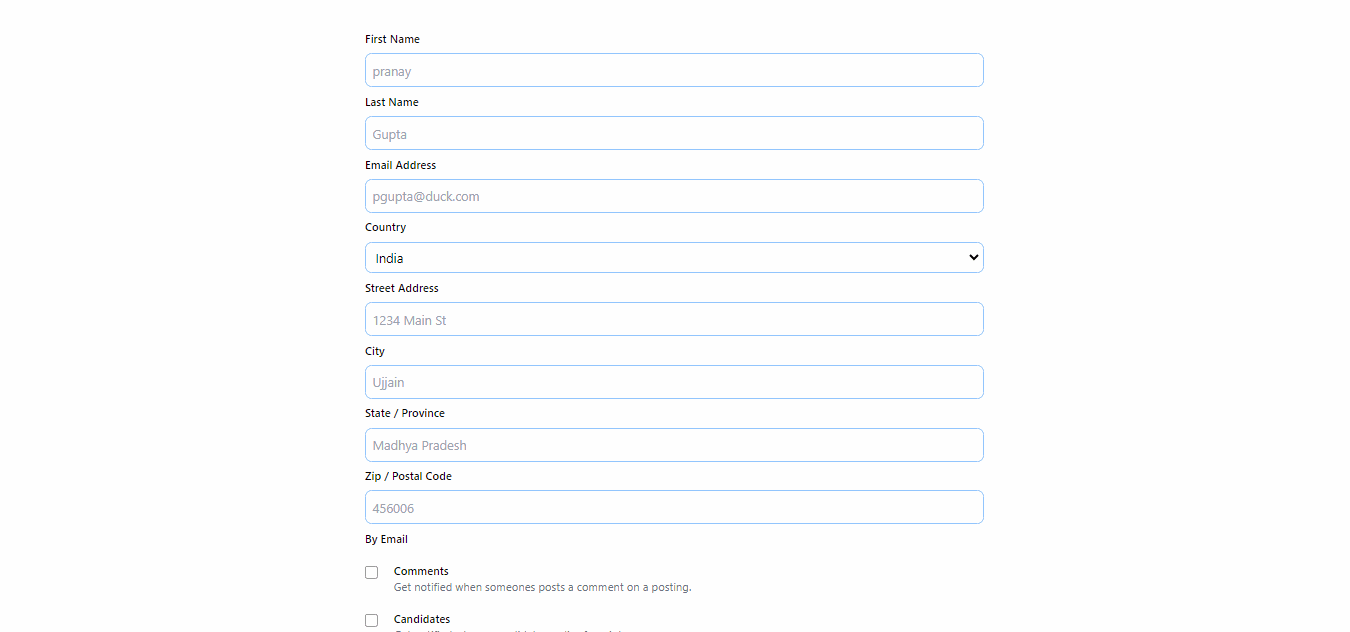 First Name
pranay
Last Name
Gupta
Email Address
pgupta@duck.com
Country
India
Street Address
1234 Main St
City
Ujjain
State / Province
Madhya Pradesh
Zip / Postal Code
456006
By Email
Comments
Get notified when someones posts a comment on a posting.
Candidates